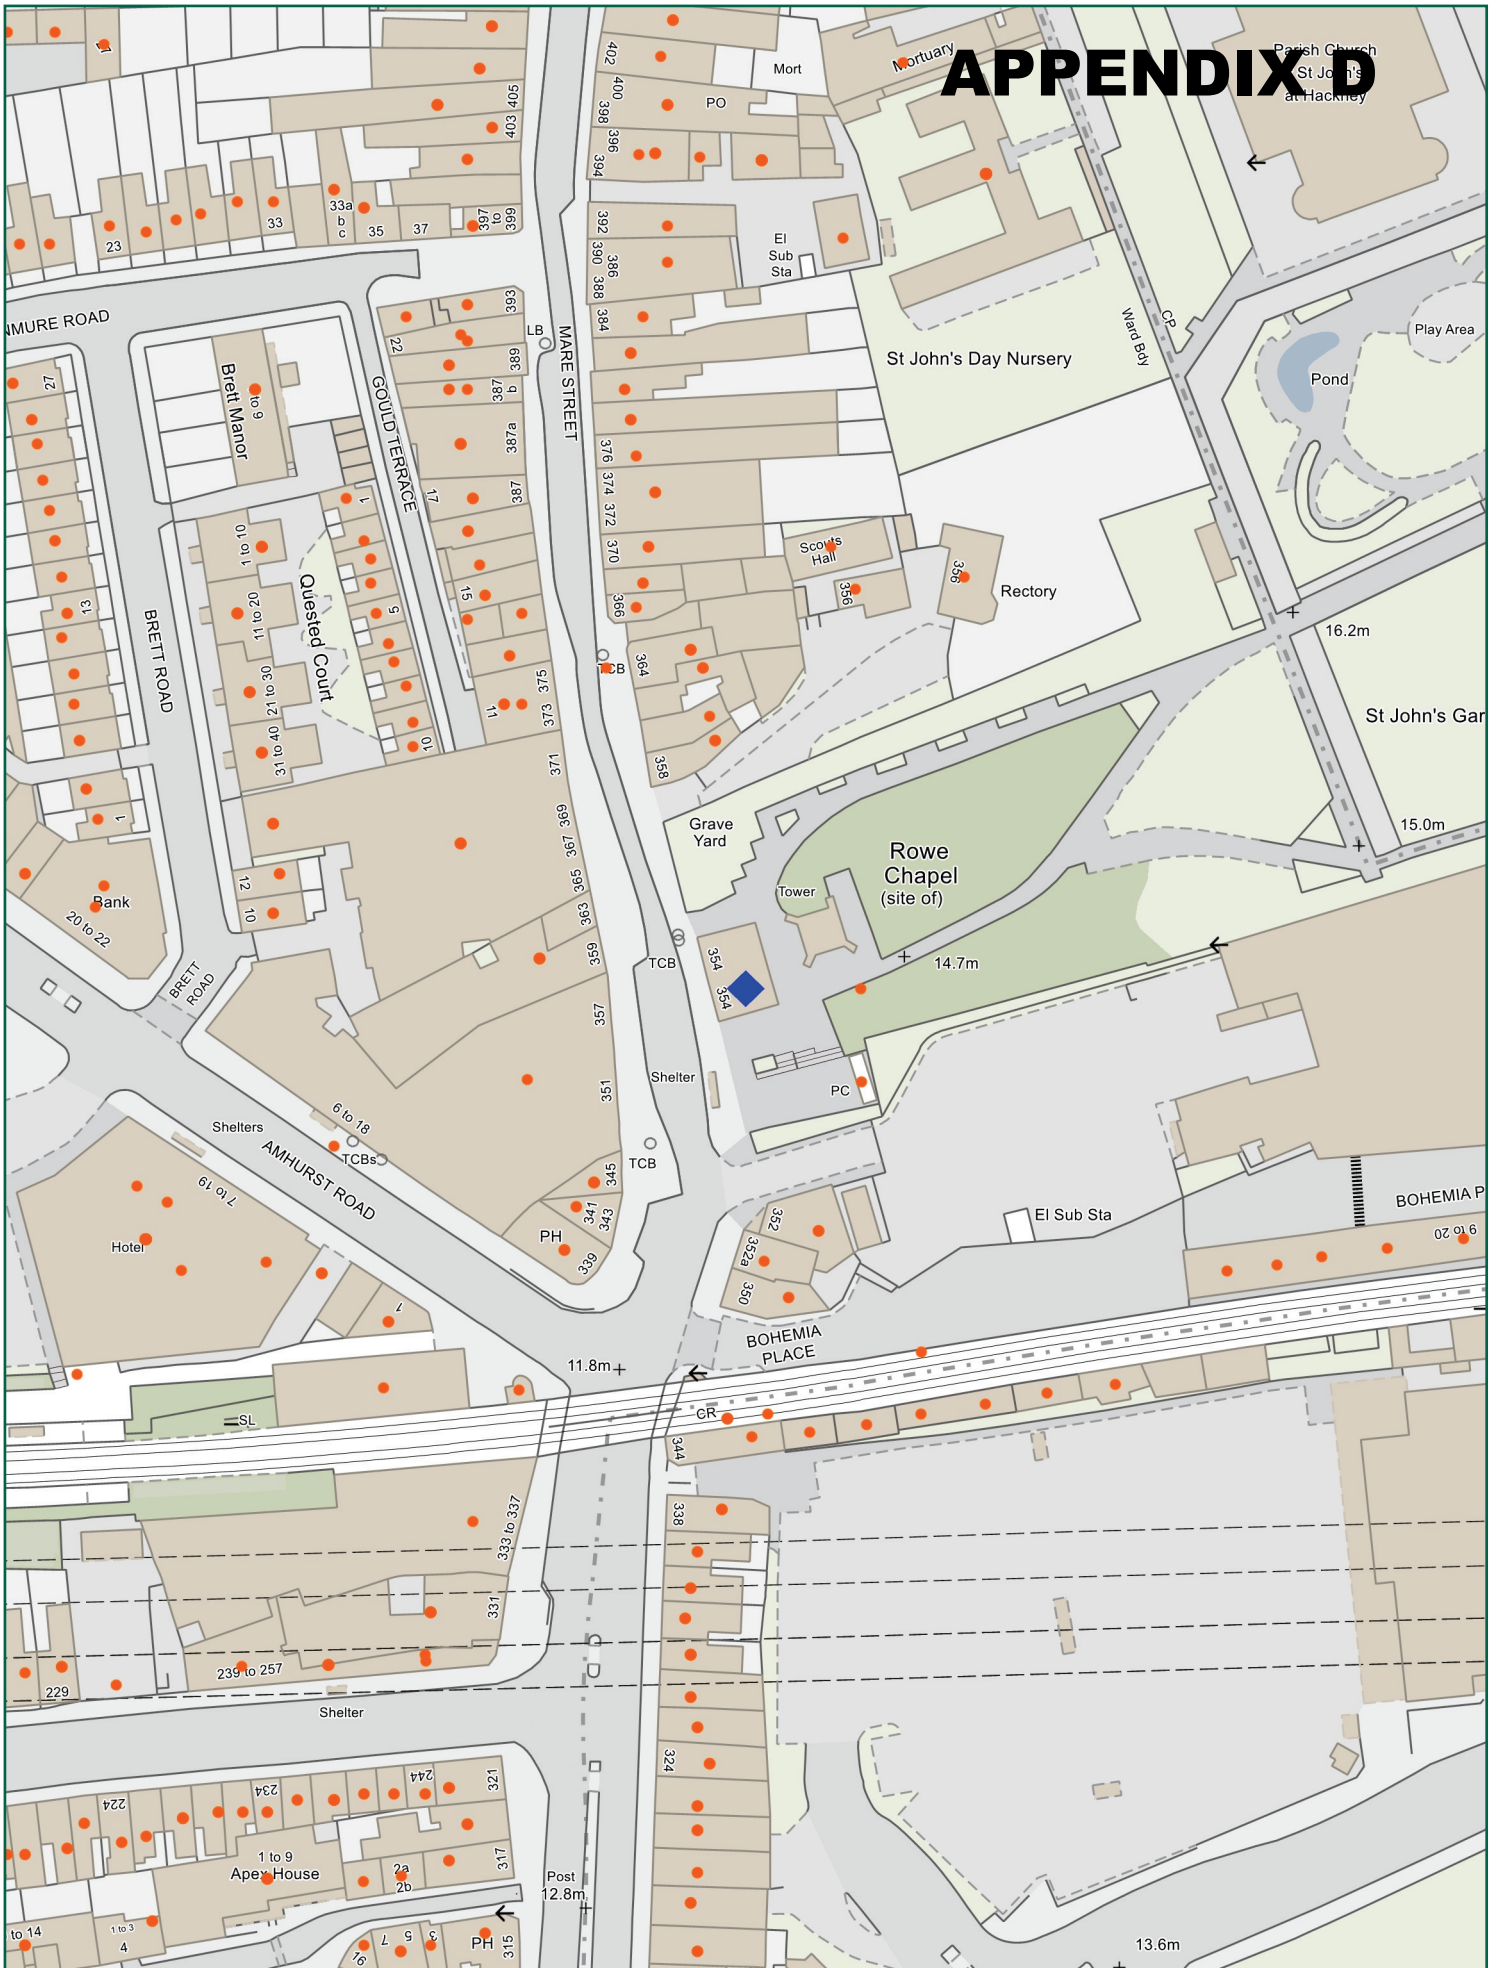 APPENDIX D
Parish Church
St John's
at Hackney
Mortuary
Mort
PO
402
400
398
396
394
405
403
397
to
399
33a
b
c
35
37
33
23
392
390
386
388
384
El
Sub
Sta
393
LB
MARE STREET
389
387
b
387a
387
22
GOULD TERRACE
17
NMURE ROAD
27
Brett Manor
to 9
St John's Day Nursery
Ward Bdy
CP
Play Area
Pond
376
374
372
370
366
Scouts
Hall
356
356
Rectory
16.2m
1
1 to 10
11 to 20
21 to 30
31 to 40
Quested Court
5
10
15
11
13
BRETT ROAD
TCB
364
375
373
371
358
St John's Gar
15.0m
Grave
Yard
Rowe
Chapel
(site of)
Tower
369
367
365
363
359
357
351
1
12
10
Bank
20 to 22
BRETT
ROAD
TCB
354
354
14.7m
Shelter
PC
6 to 18
Shelters
TCBs
AMHURST ROAD
7 to 19
Hotel
TCB
345
341
343
PH
339
352
352a
350
El Sub Sta
BOHEMIA P
9 to 20
1
BOHEMIA
PLACE
11.8m
CR
SL
344
338
333 to 337
331
239 to 257
229
Shelter
324
321
244
234
224
317
1 to 9
Apex House
2a
2b
Post
12.8m
to 14
1 to 3
4
16
7
5
3
PH
315
13.6m